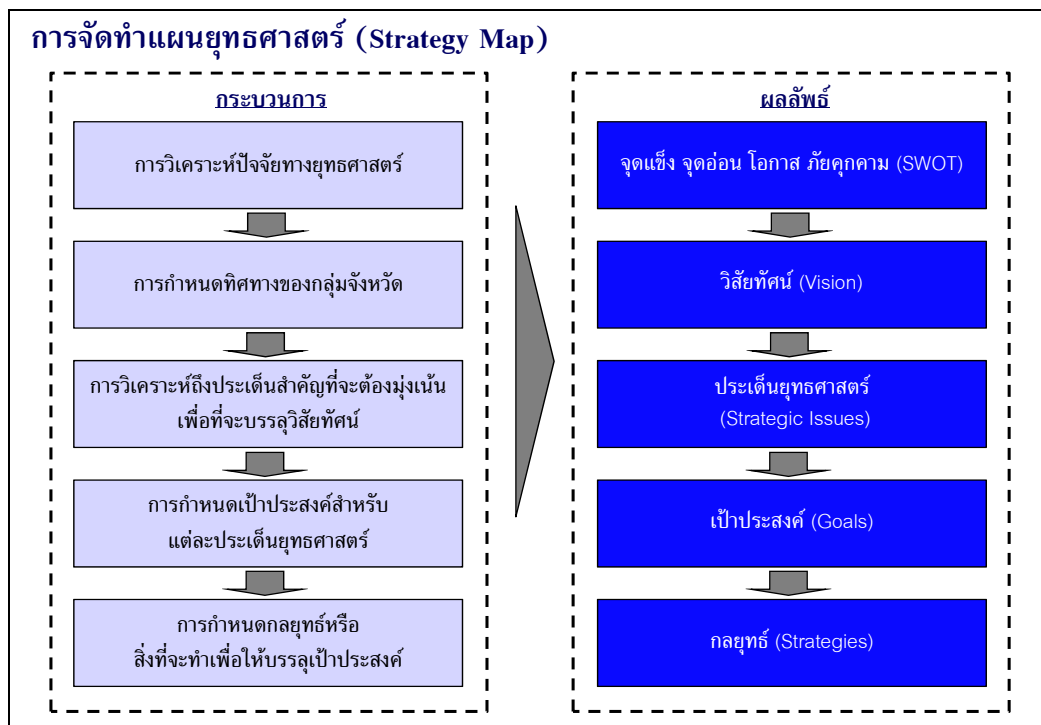 การจัดทำแผนยุทธศาสตร์ (Strategy Map)
กระบวนการ
การวิเคราะห์ปัจจัยทางยุทธศาสตร์
การกำหนดทิศทางของกลุ่มจังหวัด
การวิเคราะห์ถึงประเด็นสำคัญที่จะต้องมุ่งเน้น
เพื่อที่จะบรรลุวิสัยทัศน์
การกำหนดเป้าประสงค์สำหรับ
แต่ละประเด็นยุทธศาสตร์
การกำหนดกลยุทธ์หรือ
สิ่งที่จะทำเพื่อให้บรรลุเป้าประสงค์
ผลลัพธ์
จุดแข็ง จุดอ่อน โอกาส ภัยคุกคาม (SWOT)
วิสัยทัศน์ (Vision)
ประเด็นยุทธศาสตร์
(Strategic Issues)
เป้าประสงค์ (Goals)
กลยุทธ์ (Strategies)